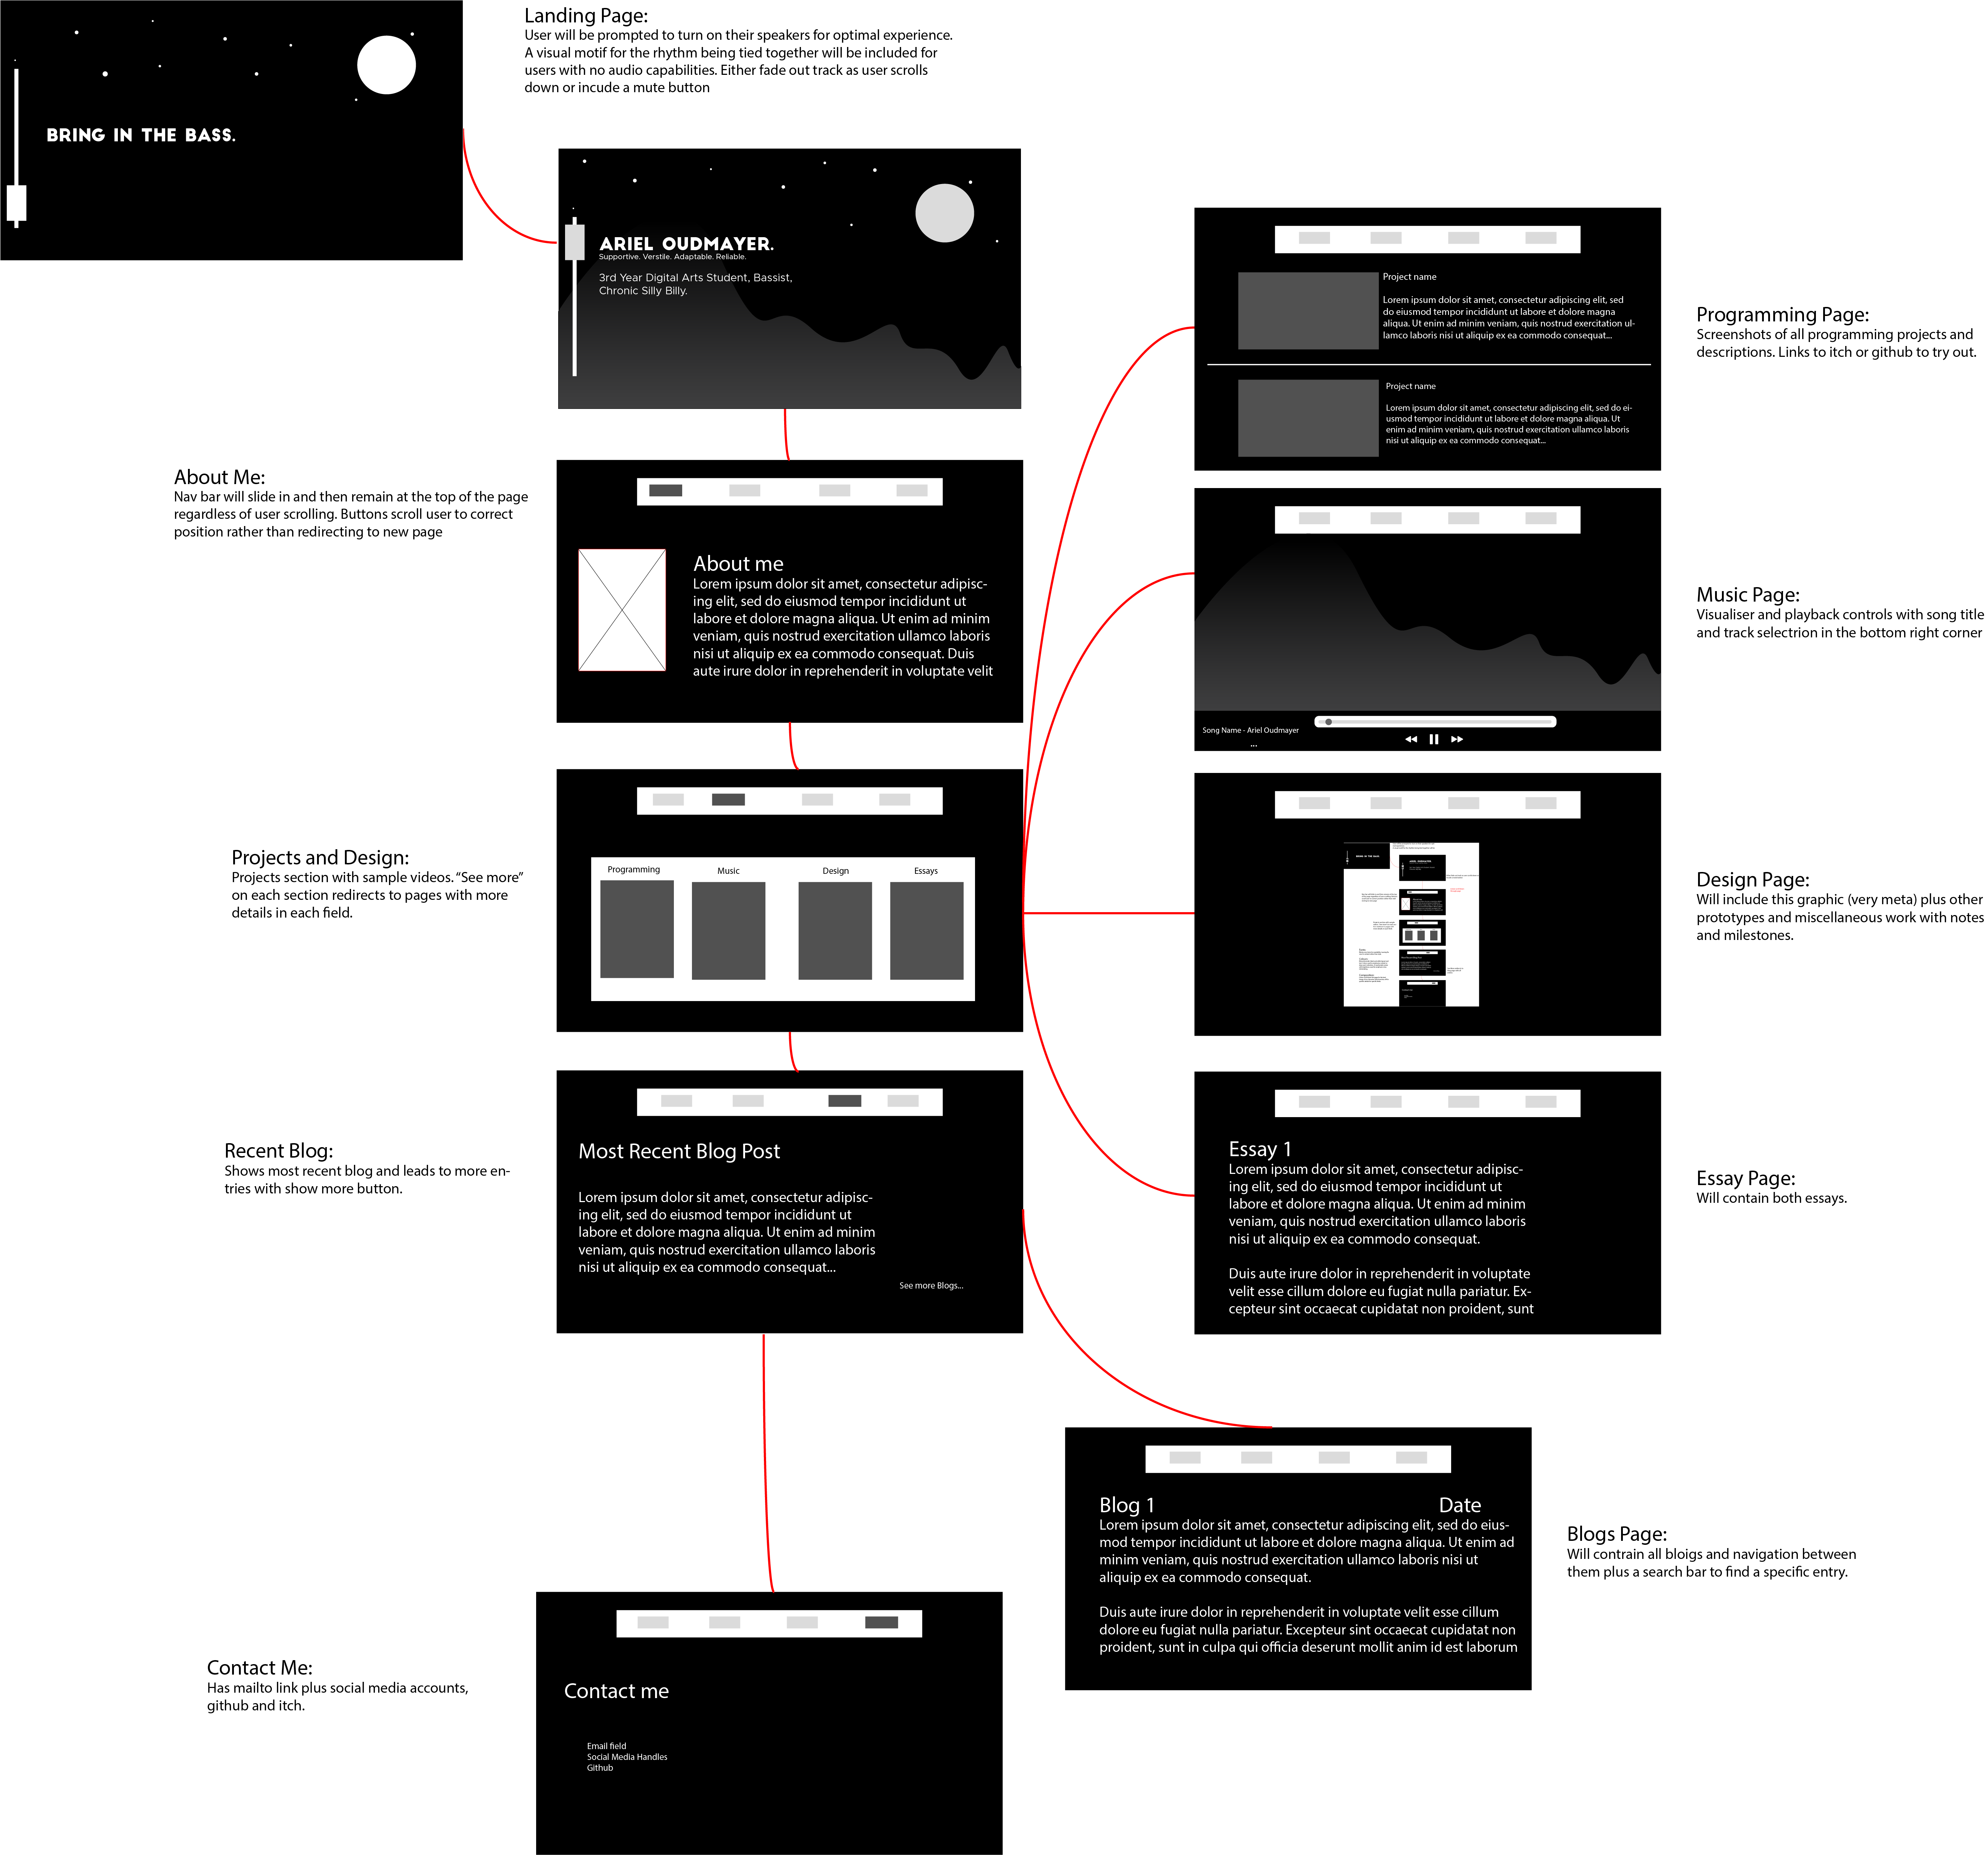 Landing Page:
User will be prompted to turn on their speakers for optimal experience.
A visual motif for the rhythm being tied together will be included for
users with no audio capabilities. Either fade out track as user scrolls
down or incude a mute button
BRING IN THE BASS.
ARIEL OUDMAYER.
Supportive. Verstile. Adaptable. Reliable.
3rd Year Digital Arts Student, Bassist,
Chronic Silly Billy.
Project name
Lorem ipsum dolor sit amet, consectetur adipiscing elit, sed
do eiusmod tempor incididunt ut labore et dolore magna
aliqua. Ut enim ad minim veniam, quis nostrud exercitation ul-
lamco laboris nisi ut aliquip ex ea commodo consequat...
Project name
Lorem ipsum dolor sit amet, consectetur adipiscing elit, sed do ei-
usmod tempor incididunt ut labore et dolore magna aliqua. Ut
enim ad minim veniam, quis nostrud exercitation ullamco laboris
nisi ut aliquip ex ea commodo consequat...
Programming Page:
Screenshots of all programming projects and
descriptions. Links to itch or github to try out.
About Me:
Nav bar will slide in and then remain at the top of the page
regardless of user scrolling. Buttons scroll user to correct
position rather than redirecting to new page
About me
Lorem ipsum dolor sit amet, consectetur adipisc-
ing elit, sed do eiusmod tempor incididunt ut
labore et dolore magna aliqua. Ut enim ad minim
veniam, quis nostrud exercitation ullamco laboris
nisi ut aliquip ex ea commodo consequat. Duis
aute irure dolor in reprehenderit in voluptate velit
Song Name - Ariel Oudmayer
...
Music Page:
Visualiser and playback controls with song title
and track selectrion in the bottom right corner
Projects and Design:
Projects section with sample videos. “See more”
on each section redirects to pages with more
details in each field.
Programming
Music
Design
Essays
BRING IN THE BASS.
ARIEL OUDMAYER.
Design Page:
Will include this graphic (very meta) plus other
prototypes and miscellaneous work with notes
and milestones.
Recent Blog:
Shows most recent blog and leads to more en-
tries with show more button.
Most Recent Blog Post
Lorem ipsum dolor sit amet, consectetur adipisc-
ing elit, sed do eiusmod tempor incididunt ut
labore et dolore magna aliqua. Ut enim ad minim
veniam, quis nostrud exercitation ullamco laboris
nisi ut aliquip ex ea commodo consequat...
See more Blogs...
Essay 1
Lorem ipsum dolor sit amet, consectetur adipisc-
ing elit, sed do eiusmod tempor incididunt ut
labore et dolore magna aliqua. Ut enim ad minim
veniam, quis nostrud exercitation ullamco laboris
nisi ut aliquip ex ea commodo consequat.
Duis aute irure dolor in reprehenderit in voluptate
velit esse cillum dolore eu fugiat nulla pariatur. Ex-
cepteur sint occaecat cupidatat non proident, sunt
Essay Page:
Will contain both essays.
Blog 1
Date
Lorem ipsum dolor sit amet, consectetur adipiscing elit, sed do eius-
mod tempor incididunt ut labore et dolore magna aliqua. Ut enim ad
minim veniam, quis nostrud exercitation ullamco laboris nisi ut
aliquip ex ea commodo consequat.
Duis aute irure dolor in reprehenderit in voluptate velit esse cillum
dolore eu fugiat nulla pariatur. Excepteur sint occaecat cupidatat non
proident, sunt in culpa qui officia deserunt mollit anim id est laborum
Blogs Page:
Will contrain all bloigs and navigation between
them plus a search bar to find a specific entry.
Contact Me:
Has mailto link plus social media accounts,
github and itch.
Contact me
Email field
Social Media Handles
Github